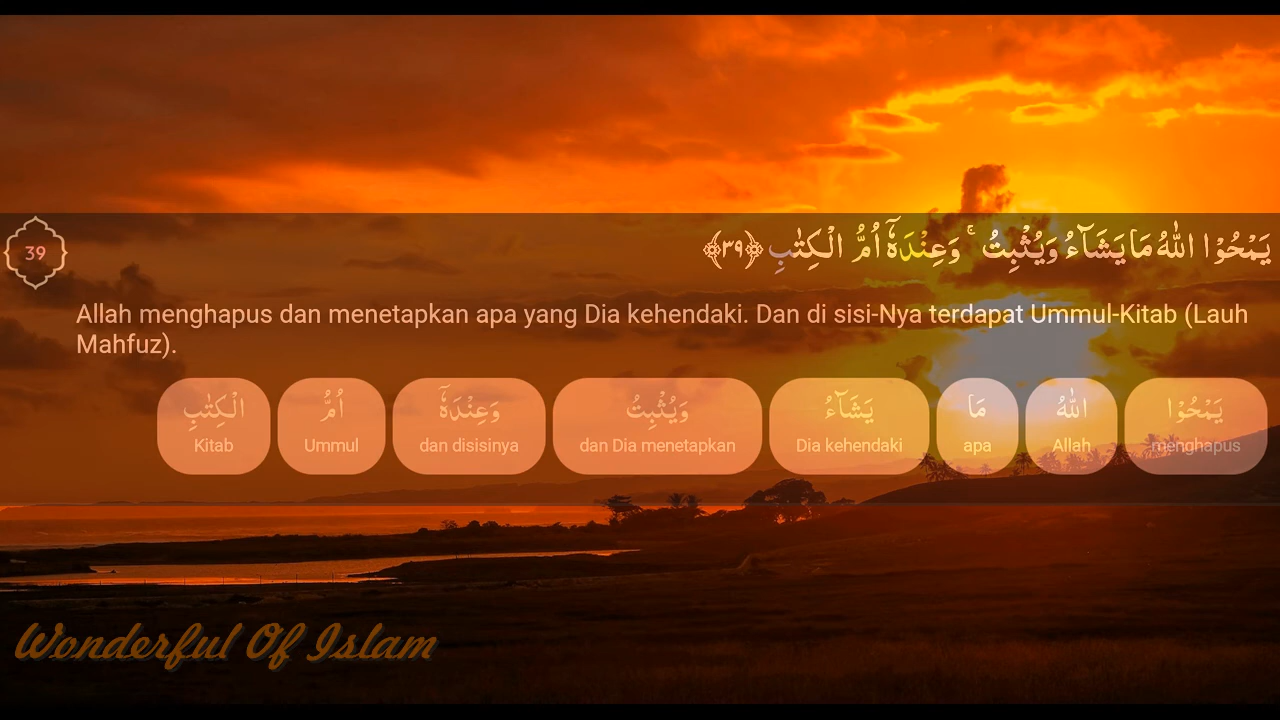 يَمْحُوا اللّٰهُ مَا يَشَاۤءُ وَيُثْبِتُ ۚ وَعِنْدَهٗٓ اُمُّ الْكِتٰبِ ﴿٣٩﴾
39
Allah menghapus dan menetapkan apa yang Dia kehendaki. Dan di sisi-Nya terdapat Ummul-Kitab (Lauh
Mahfuz).
يَمْحُوْا اللّٰهُ مَا يَشَاۤءُ وَيُثْبِتُ وَعِنْدَهٗٓ اُمُّ الْكِتٰبِ
menghapus Allah apa Dia kehendaki dan Dia menetapkan dan disisinya Ummul Kitab
Wonderful Of Islam